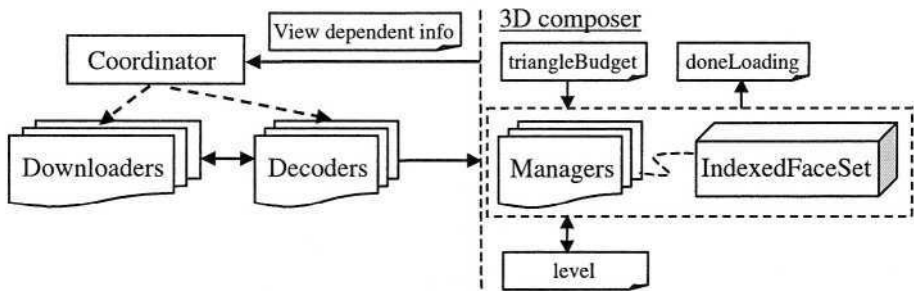 View dependent info
3D composer
Coordinator
triangleBudget
doneLoading
Downloaders
Decoders
Managers
IndexedFaceSet
level